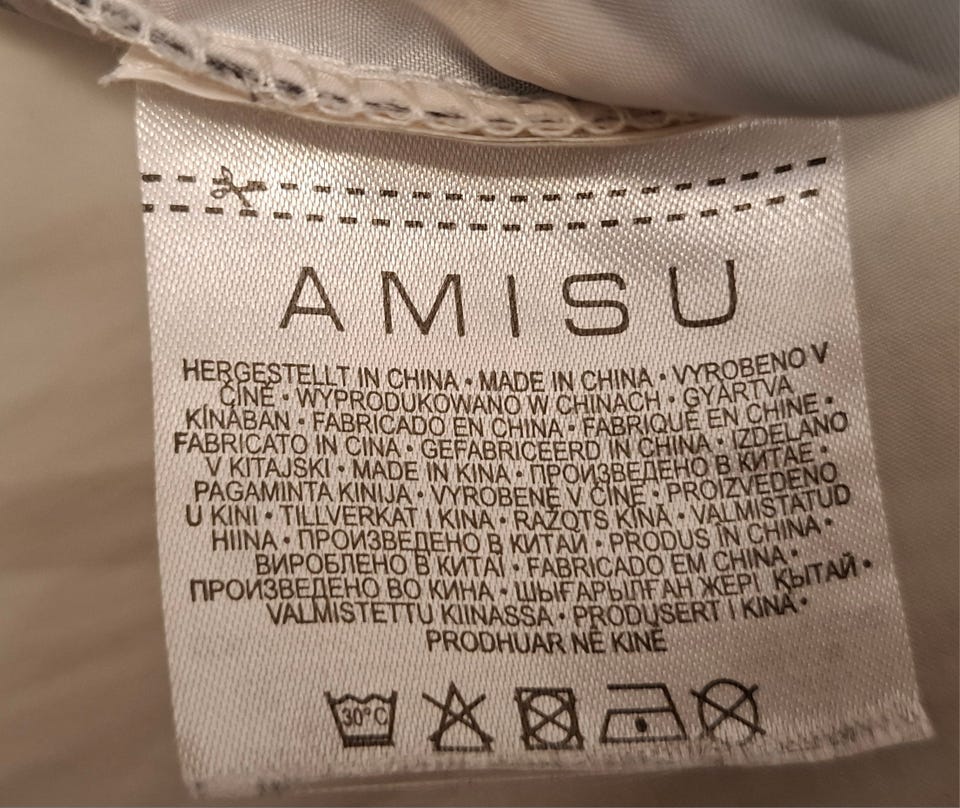 AMISU
HERGESTELLT IN CHINA • MADE IN CHINA • VYROBENO V
ČÍNĚ • WYPRODUKOWANO W CHINACH • GYÁRTVA
KÍNÁBAN • FABRICADO EN CHINA • FABRIQUÉ EN CHINE •
FABRICATO IN CINA • GEFABRICEERD IN CHINA • IZDELANO
V KITAJSKI • MADE IN KINA • ПРОИЗВЕДЕНО В КИТАЕ •
PAGAMINTA KINIJA • VYROBENÉ V ČÍNE • PROIZVEDENO
U KINI • TILLVERKAT I KINA • RAŽOTS ĶĪNĀ • VALMISTATUD
HIINA • ПРОИЗВЕДЕНО В КИТАЙ • PRODUS IN CHINA •
ВИРОБЛЕНО В КИТАЇ • FABRICADO EM CHINA •
ПРОИЗВЕДЕНО ВО КИНА • ШЫҒАРЫЛҒАН ЖЕРІ ҚЫТАЙ •
VALMISTETTU KIINASSA • PRODUSERT I KINA •
PRODHUAR NË KINË
30°C